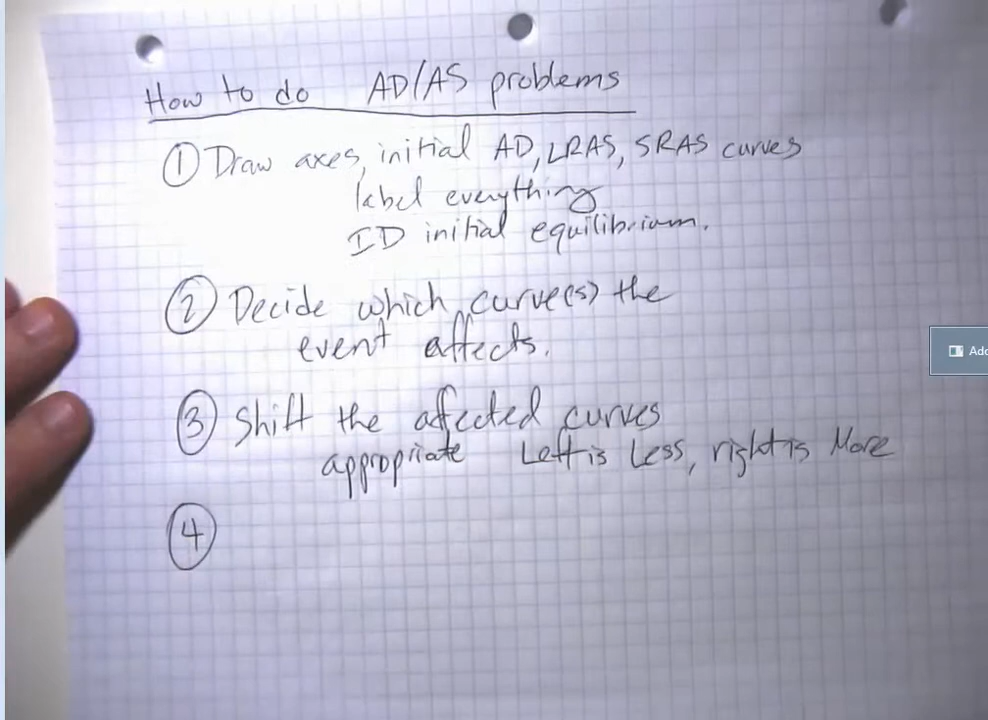 How to do AD/AS problems
① Draw axes, initial AD, LRAS, SRAS curves
label everything
ID initial equilibrium.
② Decide which curve(s) the
event affects.
③ Shift the affected curves
appropriate Left is Less, right is More
④
Add